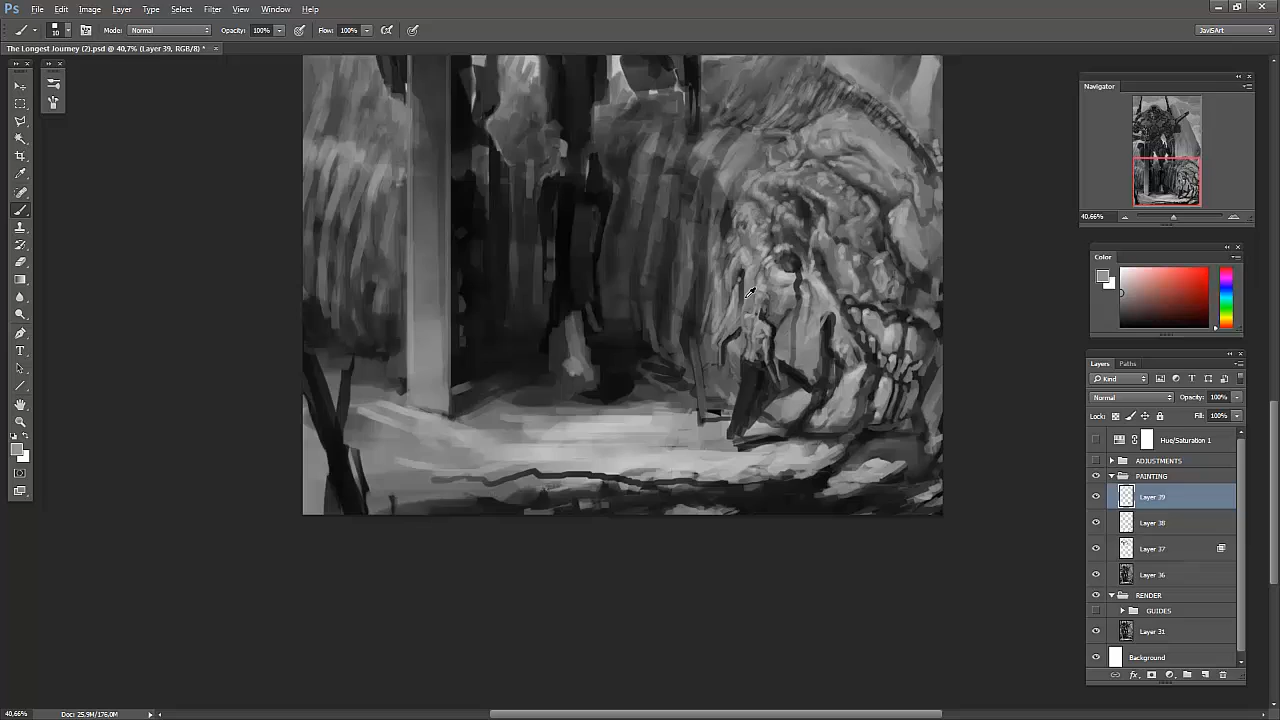 Ps File Edit Image Layer Type Select Filter View Window Help
10 Mode: Normal Opacity: 100% Flow: 100% JaviSArt
The Longest Journey (2).psd @ 40,7% (Layer 39, RGB/8) *
Navigator
40.66%
Color
Layers Paths
Kind
Normal Opacity: 100%
Lock: Fill: 100%
Hue/Saturation 1
ADJUSTMENTS
PAINTING
Layer 39
Layer 38
Layer 37
Layer 36
RENDER
GUIDES
Layer 31
Background
40.66% Doc: 25,9M/176,0M